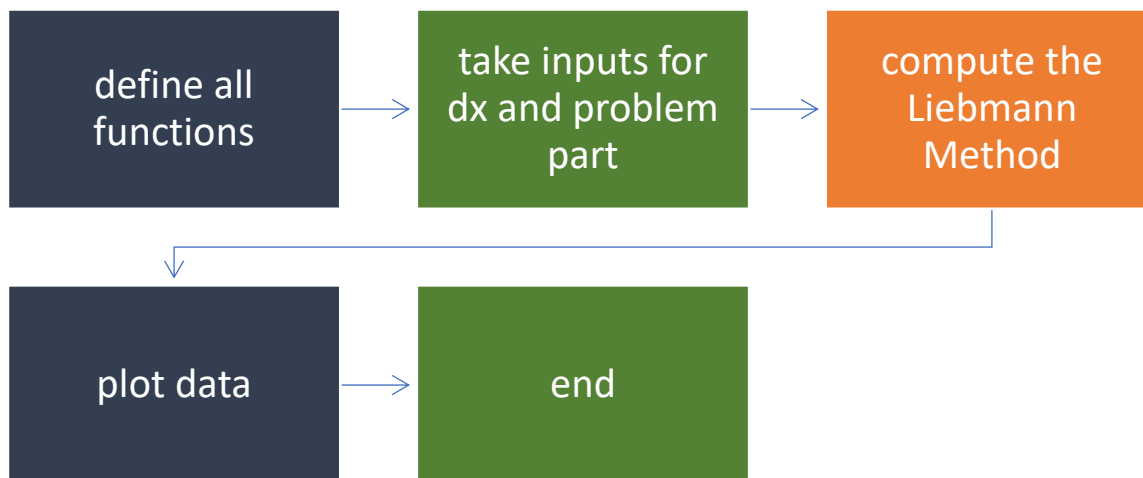 define all
functions
take inputs for
dx and problem
part
compute the
Liebmann
Method
plot data
end